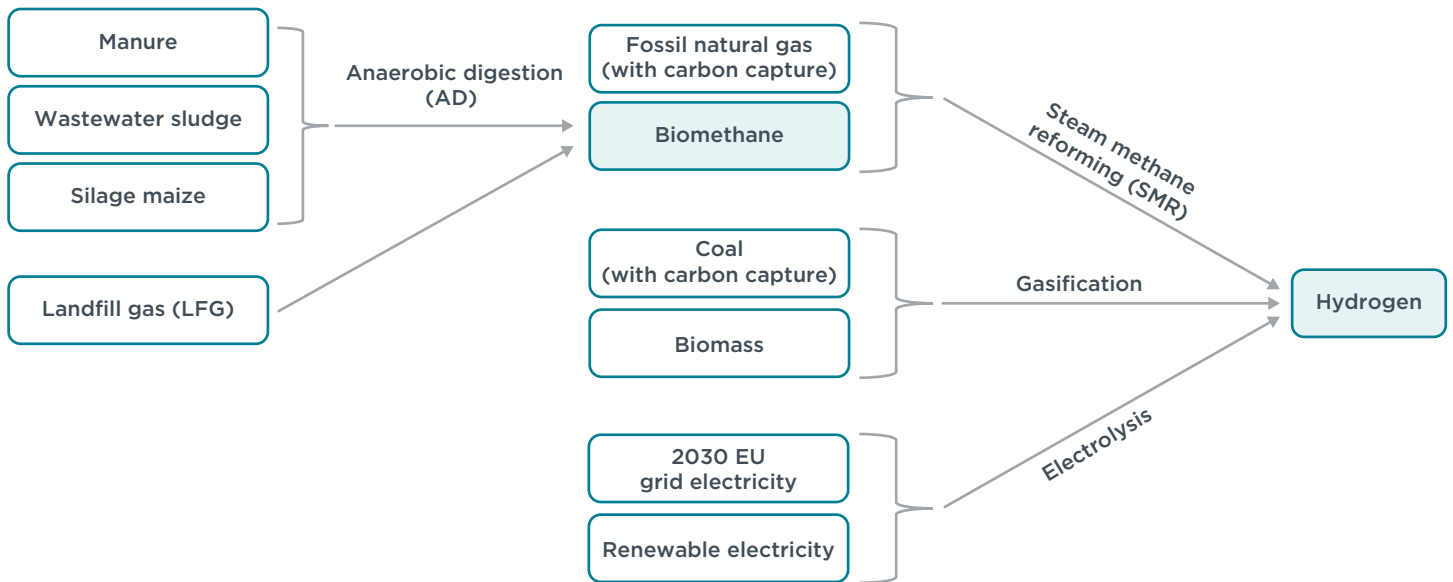 Manure
Wastewater sludge
Silage maize
Landfill gas (LFG)
Anaerobic digestion
(AD)
Fossil natural gas
(with carbon capture)
Biomethane
Coal
(with carbon capture)
Biomass
2030 EU
grid electricity
Renewable electricity
Steam methane
reforming (SMR)
Gasification
Electrolysis
Hydrogen